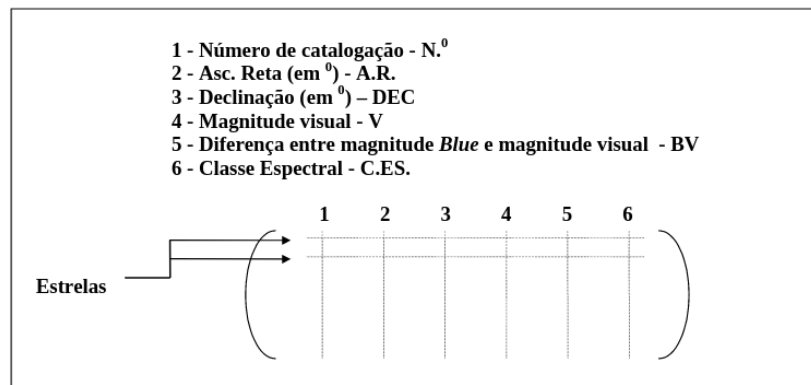 1 - Número de catalogação - N.⁰
2 - Asc. Reta (em ⁰) - A.R.
3 - Declinação (em ⁰) – DEC
4 - Magnitude visual - V
5 - Diferença entre magnitude Blue e magnitude visual - BV
6 - Classe Espectral - C.ES.
1 2 3 4 5 6
Estrelas